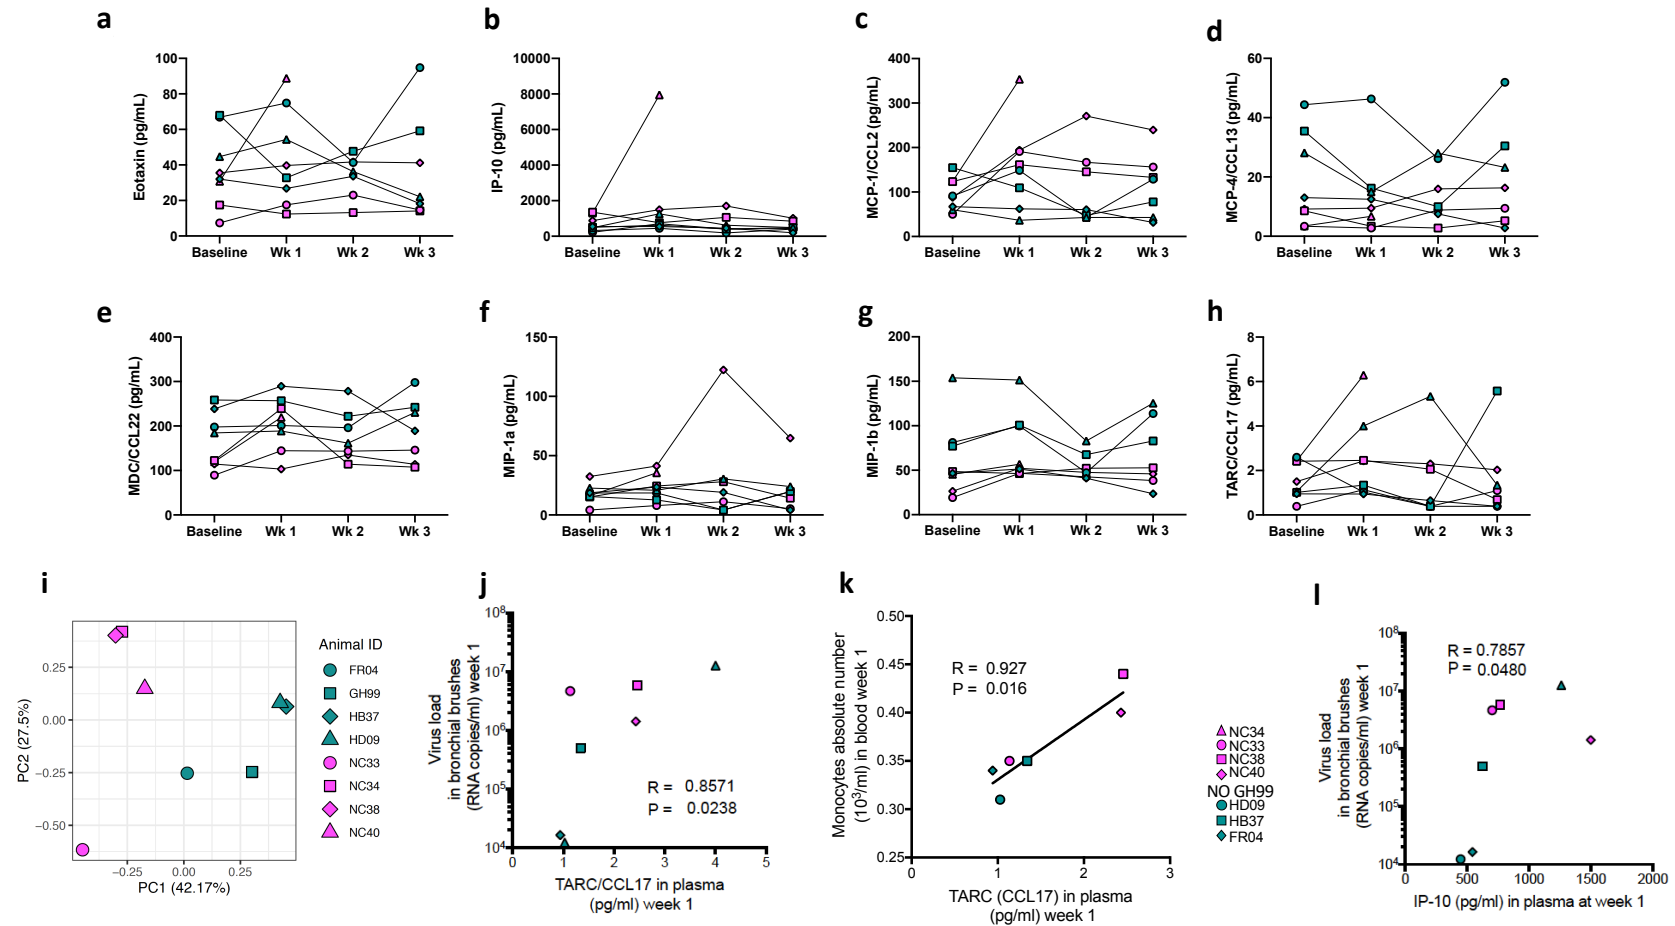 a
Eotaxin (pg/mL)
100
80
60
40
20
0
Baseline Wk 1 Wk 2 Wk 3
b
IP-10 (pg/mL)
10000
8000
6000
4000
2000
0
Baseline Wk 1 Wk 2 Wk 3
c
MCP-1/CCL2 (pg/mL)
400
300
200
100
0
Baseline Wk 1 Wk 2 Wk 3
d
MCP-4/CCL13 (pg/mL)
60
40
20
0
Baseline Wk 1 Wk 2 Wk 3
e
MDC/CCL22 (pg/mL)
400
300
200
100
0
Baseline Wk 1 Wk 2 Wk 3
f
MIP-1a (pg/mL)
150
100
50
0
Baseline Wk 1 Wk 2 Wk 3
g
MIP-1b (pg/mL)
200
150
100
50
0
Baseline Wk 1 Wk 2 Wk 3
h
TARC/CCL17 (pg/mL)
8
6
4
2
0
Baseline Wk 1 Wk 2 Wk 3
i
PC2 (27.5%)
0.25
0.00
−0.25
−0.50
−0.25 0.00 0.25
PC1 (42.17%)
Animal ID
FR04
GH99
HB37
HD09
NC33
NC34
NC38
NC40
j
Virus load
in bronchial brushes
(RNA copies/ml) week 1
10⁸
10⁷
10⁶
10⁵
10⁴
R = 0.8571
P = 0.0238
0 1 2 3 4 5
TARC/CCL17 in plasma
(pg/ml) week 1
k
Monocytes absolute number
(10³/ml) in blood week 1
0.50
0.45
0.40
0.35
0.30
0.25
R = 0.927
P = 0.016
0 1 2 3
TARC (CCL17) in plasma
(pg/ml) week 1
NC34
NC33
NC38
NC40
NO GH99
HD09
HB37
FR04
l
Virus load
in bronchial brushes
(RNA copies/ml) week 1
10⁸
10⁷
10⁶
10⁵
10⁴
R = 0.7857
P = 0.0480
0 500 1000 1500 2000
IP-10 (pg/ml) in plasma at week 1